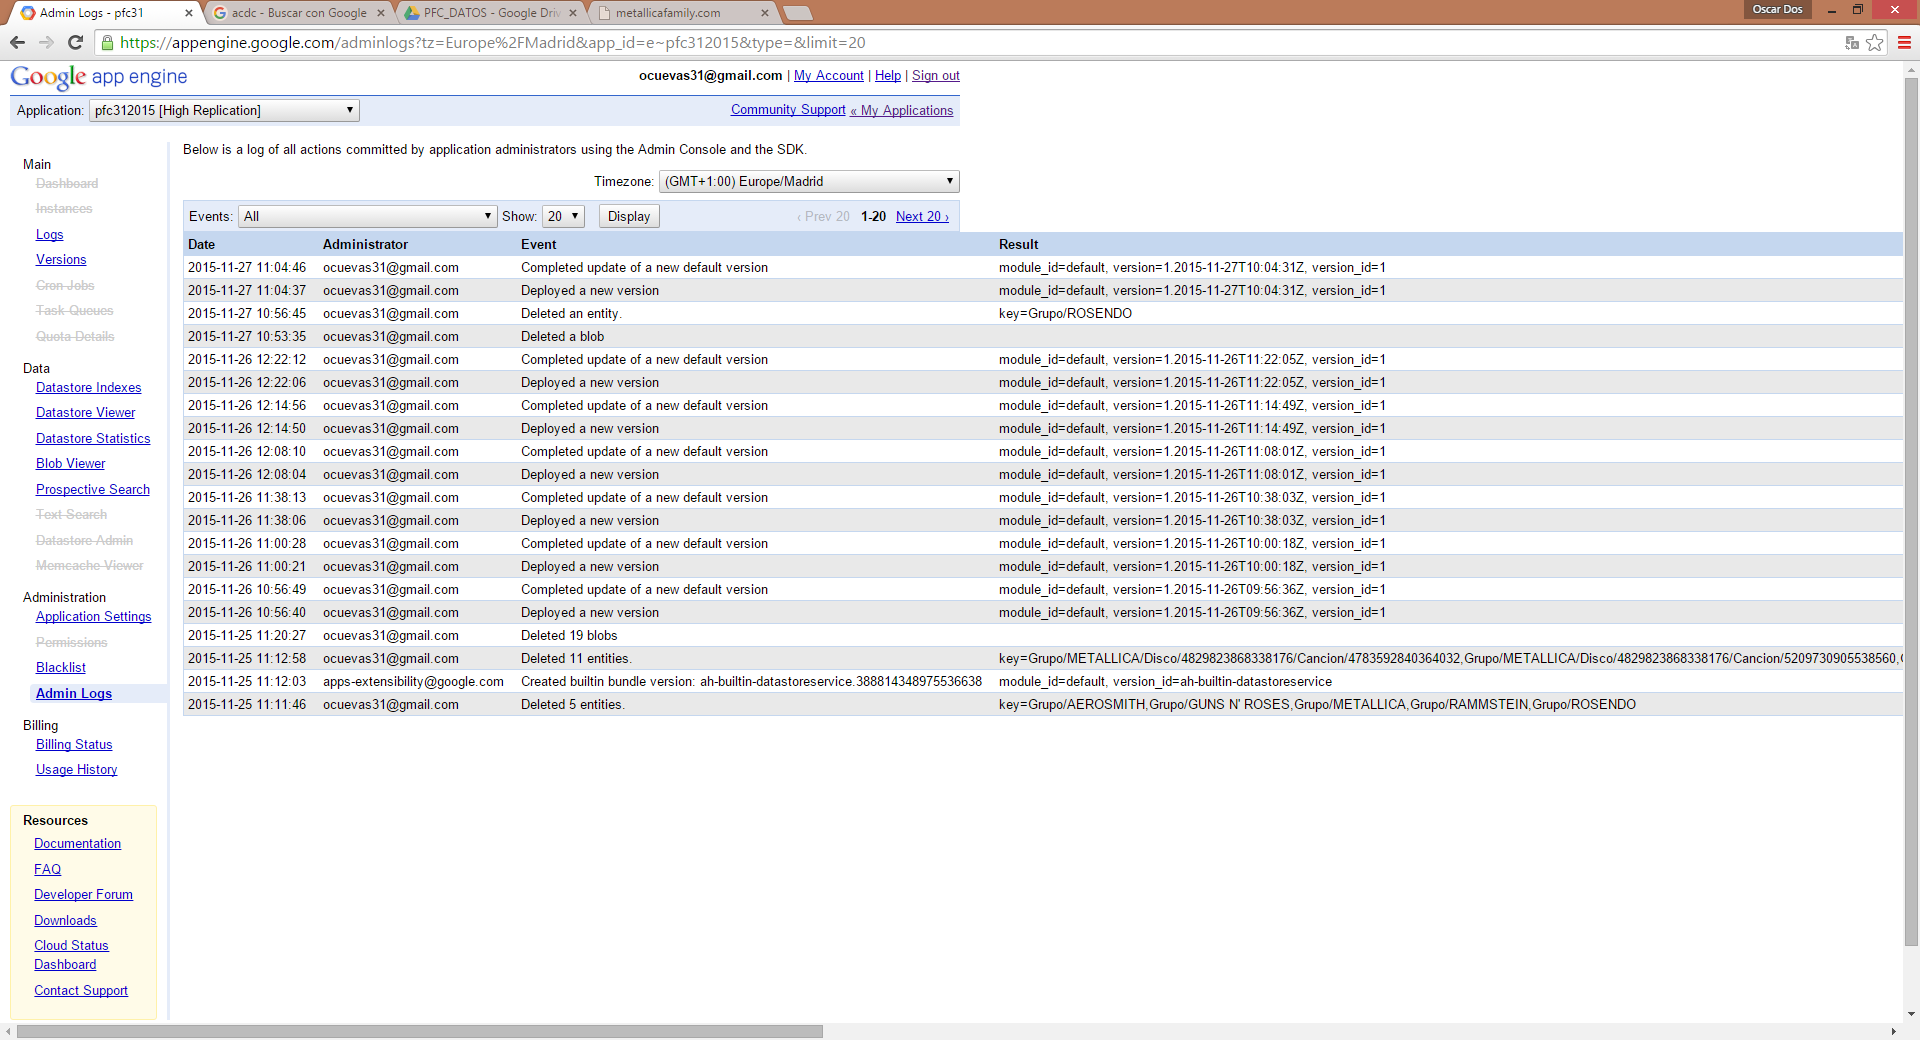 Admin Logs - pfc31
acdc - Buscar con Google
PFC_DATOS - Google Driv
metallicafamily.com
Oscar Dos
https://appengine.google.com/adminlogs?tz=Europe%2FMadrid&app_id=e~pfc312015&type=&limit=20
Google app engine
ocuevas31@gmail.com | My Account | Help | Sign out
Application: pfc312015 [High Replication]
Community Support « My Applications
Main
Dashboard
Instances
Logs
Versions
Cron Jobs
Task Queues
Quota Details
Data
Datastore Indexes
Datastore Viewer
Datastore Statistics
Blob Viewer
Prospective Search
Text Search
Datastore Admin
Memcache Viewer
Administration
Application Settings
Permissions
Blacklist
Admin Logs
Billing
Billing Status
Usage History
Resources
Documentation
FAQ
Developer Forum
Downloads
Cloud Status
Dashboard
Contact Support
Below is a log of all actions committed by application administrators using the Admin Console and the SDK.
Timezone: (GMT+1:00) Europe/Madrid
Events: All Show: 20 Display ‹ Prev 20 1-20 Next 20 ›
Date Administrator Event Result
2015-11-27 11:04:46 ocuevas31@gmail.com Completed update of a new default version module_id=default, version=1.2015-11-27T10:04:31Z, version_id=1
2015-11-27 11:04:37 ocuevas31@gmail.com Deployed a new version module_id=default, version=1.2015-11-27T10:04:31Z, version_id=1
2015-11-27 10:56:45 ocuevas31@gmail.com Deleted an entity. key=Grupo/ROSENDO
2015-11-27 10:53:35 ocuevas31@gmail.com Deleted a blob
2015-11-26 12:22:12 ocuevas31@gmail.com Completed update of a new default version module_id=default, version=1.2015-11-26T11:22:05Z, version_id=1
2015-11-26 12:22:06 ocuevas31@gmail.com Deployed a new version module_id=default, version=1.2015-11-26T11:22:05Z, version_id=1
2015-11-26 12:14:56 ocuevas31@gmail.com Completed update of a new default version module_id=default, version=1.2015-11-26T11:14:49Z, version_id=1
2015-11-26 12:14:50 ocuevas31@gmail.com Deployed a new version module_id=default, version=1.2015-11-26T11:14:49Z, version_id=1
2015-11-26 12:08:10 ocuevas31@gmail.com Completed update of a new default version module_id=default, version=1.2015-11-26T11:08:01Z, version_id=1
2015-11-26 12:08:04 ocuevas31@gmail.com Deployed a new version module_id=default, version=1.2015-11-26T11:08:01Z, version_id=1
2015-11-26 11:38:13 ocuevas31@gmail.com Completed update of a new default version module_id=default, version=1.2015-11-26T10:38:03Z, version_id=1
2015-11-26 11:38:06 ocuevas31@gmail.com Deployed a new version module_id=default, version=1.2015-11-26T10:38:03Z, version_id=1
2015-11-26 11:00:28 ocuevas31@gmail.com Completed update of a new default version module_id=default, version=1.2015-11-26T10:00:18Z, version_id=1
2015-11-26 11:00:21 ocuevas31@gmail.com Deployed a new version module_id=default, version=1.2015-11-26T10:00:18Z, version_id=1
2015-11-26 10:56:49 ocuevas31@gmail.com Completed update of a new default version module_id=default, version=1.2015-11-26T09:56:36Z, version_id=1
2015-11-26 10:56:40 ocuevas31@gmail.com Deployed a new version module_id=default, version=1.2015-11-26T09:56:36Z, version_id=1
2015-11-25 11:20:27 ocuevas31@gmail.com Deleted 19 blobs
2015-11-25 11:12:58 ocuevas31@gmail.com Deleted 11 entities. key=Grupo/METALLICA/Disco/4829823868338176/Cancion/4783592840364032,Grupo/METALLICA/Disco/4829823868338176/Cancion/5209730905538560,
2015-11-25 11:12:03 apps-extensibility@google.com Created builtin bundle version: ah-builtin-datastoreservice.388814348975536638 module_id=default, version_id=ah-builtin-datastoreservice
2015-11-25 11:11:46 ocuevas31@gmail.com Deleted 5 entities. key=Grupo/AEROSMITH,Grupo/GUNS N' ROSES,Grupo/METALLICA,Grupo/RAMMSTEIN,Grupo/ROSENDO